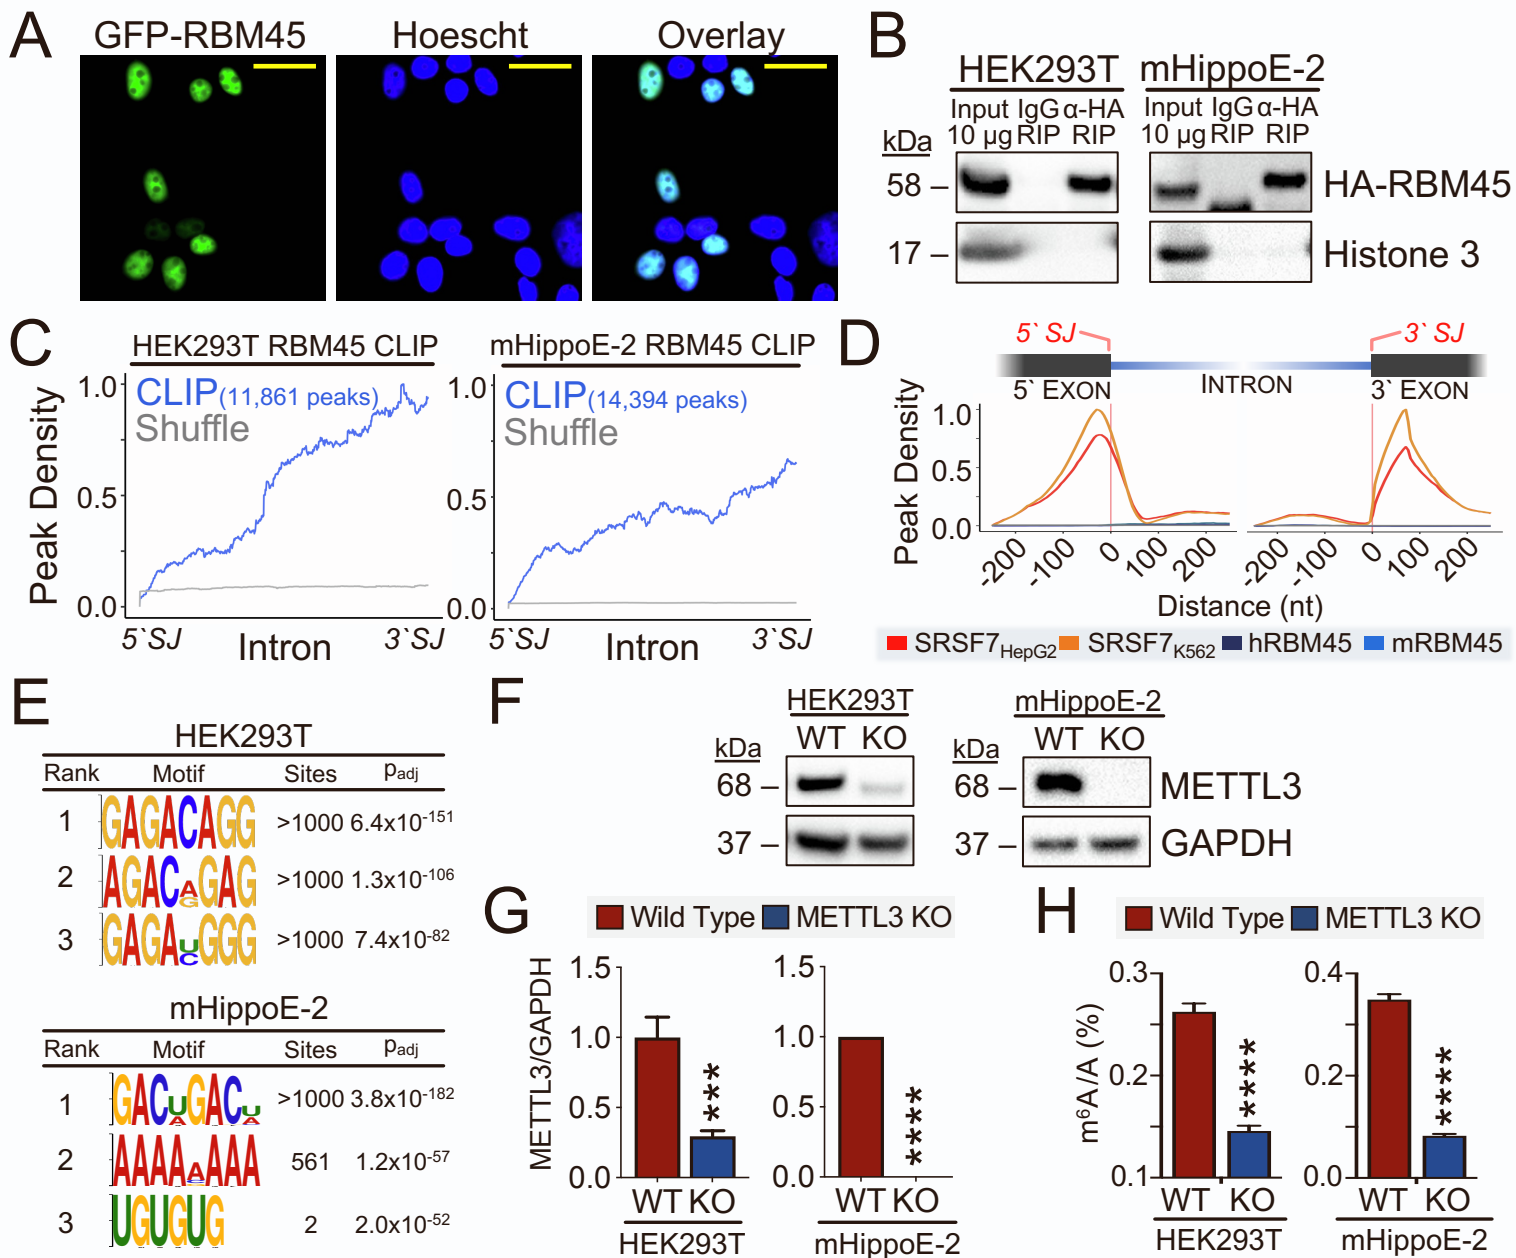 A
GFP-RBM45
Hoescht
Overlay
B
HEK293T
mHippoE-2
Input IgG α-HA
10 µg RIP RIP
Input IgG α-HA
10 µg RIP RIP
kDa
58
HA-RBM45
17
Histone 3
C
HEK293T RBM45 CLIP
mHippoE-2 RBM45 CLIP
Peak Density
1.0
0.5
0.0
CLIP(11,861 peaks)
Shuffle
5`SJ Intron 3`SJ
1.0
0.5
0.0
CLIP(14,394 peaks)
Shuffle
5`SJ Intron 3`SJ
D
5` SJ
3` SJ
5` EXON
INTRON
3` EXON
Peak Density
1.0
0.5
0.0
-200 -100 0 100 200
-200 -100 0 100 200
Distance (nt)
SRSF7HepG2 SRSF7K562 hRBM45 mRBM45
E
HEK293T
Rank Motif Sites padj
1 GAGACAGG >1000 6.4x10-151
2 AGACAGAG >1000 1.3x10-106
G
3 GAGAUGGG >1000 7.4x10-82
C
mHippoE-2
Rank Motif Sites padj
1 GACUGACU >1000 3.8x10-182
A A
2 AAAAAAAA 561 1.2x10-57
3 UGUGUG 2 2.0x10-52
F
HEK293T
mHippoE-2
WT KO
WT KO
kDa
kDa
68
68
METTL3
37
37
GAPDH
G
Wild Type METTL3 KO
METTL3/GAPDH
1.5
1.0
0.5
0.0
***
WT KO
HEK293T
1.5
1.0
0.5
0.0
****
WT KO
mHippoE-2
H
Wild Type METTL3 KO
m6A/A (%)
0.3
0.2
0.1
****
WT KO
HEK293T
0.4
0.2
0.0
****
WT KO
mHippoE-2